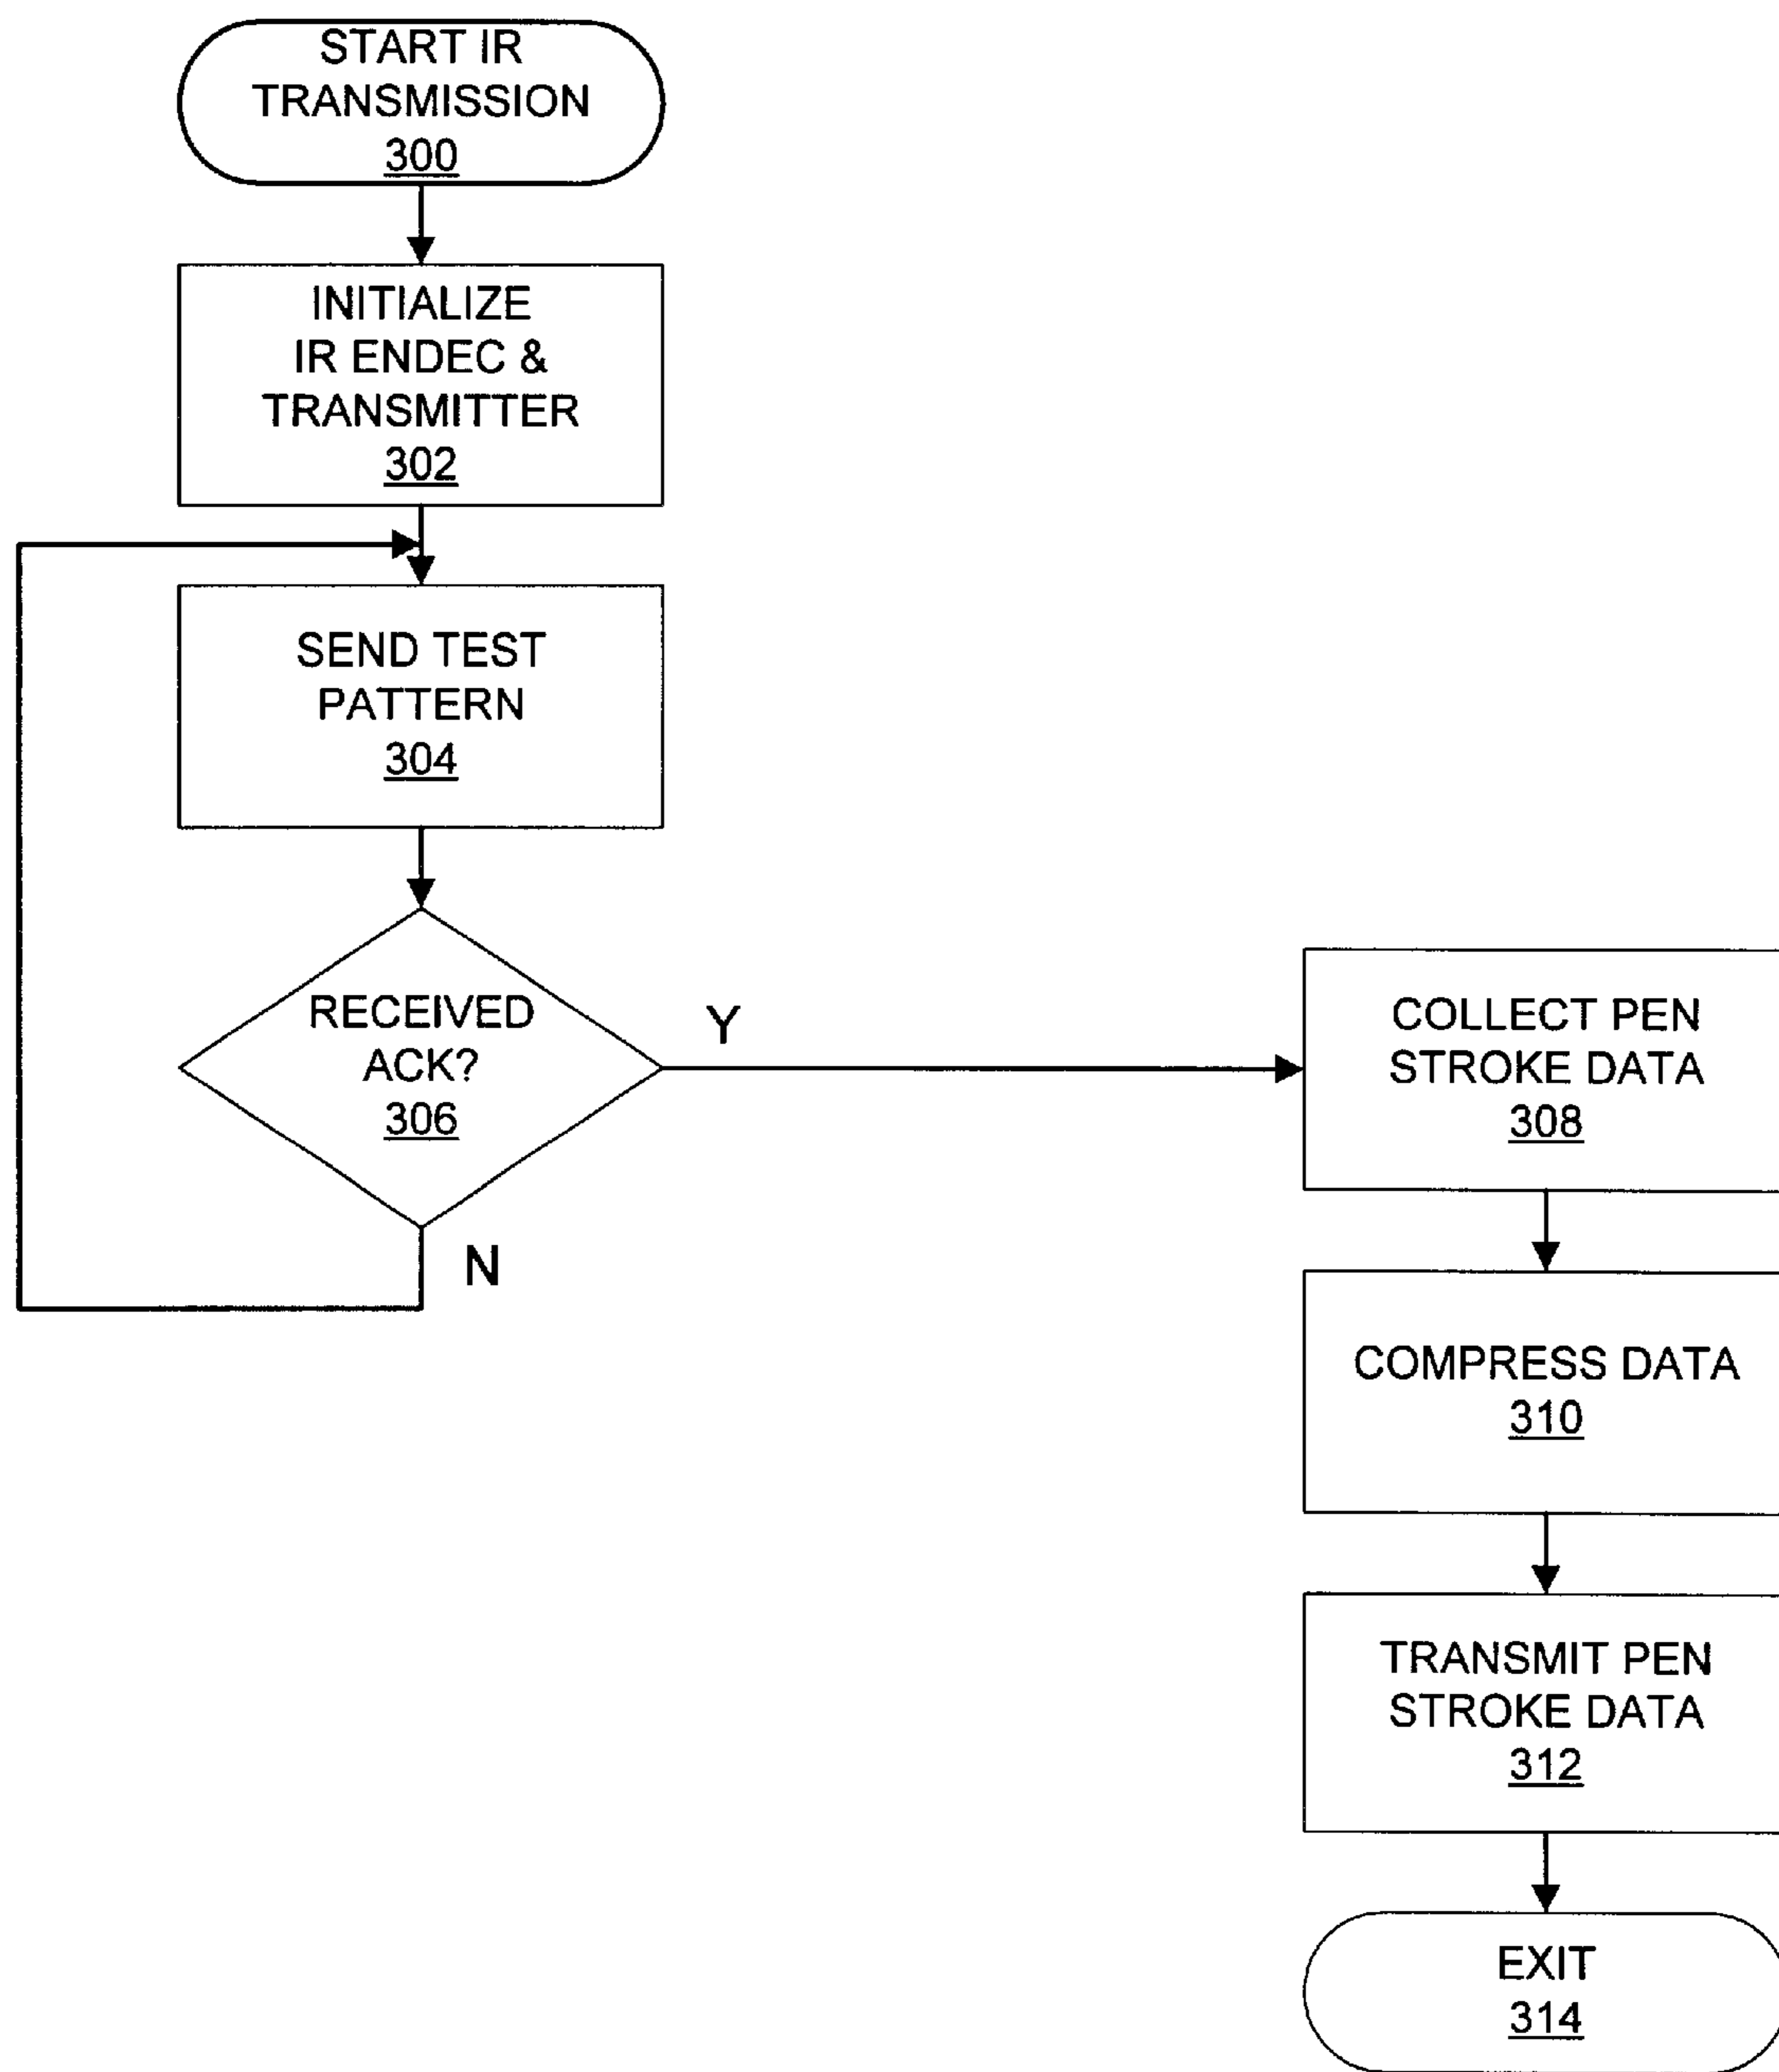 START IR
TRANSMISSION
300
INITIALIZE
IR ENDEC &
TRANSMITTER
302
SEND TEST
PATTERN
304
RECEIVED
ACK?
306
Y
N
COLLECT PEN
STROKE DATA
308
COMPRESS DATA
310
TRANSMIT PEN
STROKE DATA
312
EXIT
314